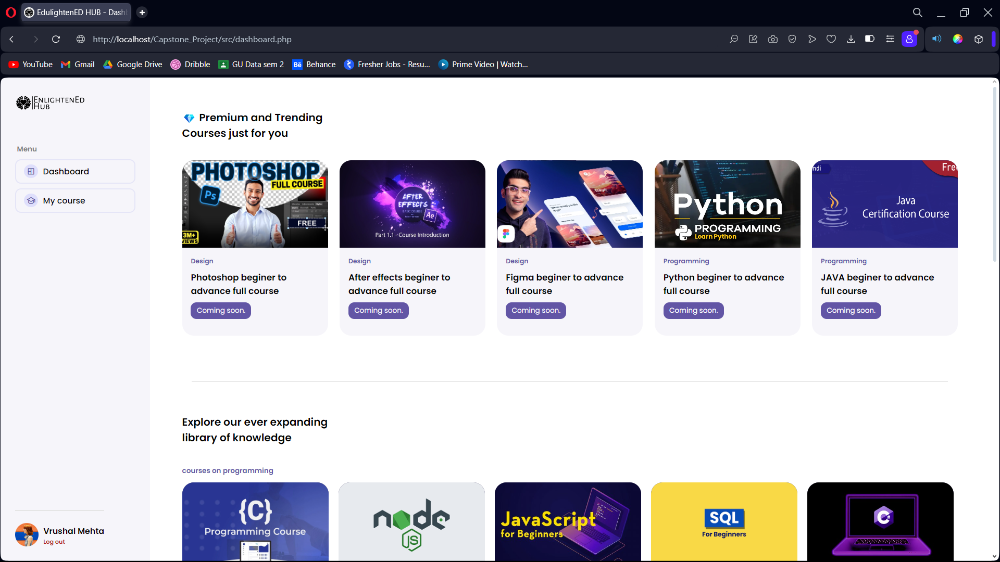 EdulightenED HUB - Dash
http://localhost/Capstone_Project/src/dashboard.php
YouTube
Gmail
Google Drive
Dribble
GU Data sem 2
Bē Behance
Fresher Jobs - Resu...
Prime Video | Watch...
ENLIGHTENED
HUB
Menu
Dashboard
My course
Vrushal Mehta
Log out
Premium and Trending
Courses just for you
PHOTOSHOP
FULL COURSE
Ps
FREE
3M+
VIEWS
Design
Photoshop beginer to
advance full course
Coming soon.
AFTER
EFFECTS
BASIC COURSE
Ae
Part 1.1 - Course Introduction
Design
After effects beginer to
advance full course
Coming soon.
Tokyo
Design
Figma beginer to advance
full course
Coming soon.
Python
PROGRAMMING
Learn Python
Programming
Python beginer to advance
full course
Coming soon.
ndi
Free
Java
Certification Course
Programming
JAVA beginer to advance
full course
Coming soon.
Explore our ever expanding
library of knowledge
courses on programming
{C}
Programming Course
node
JS
JavaScript
for Beginners
SQL
For Beginners
C#